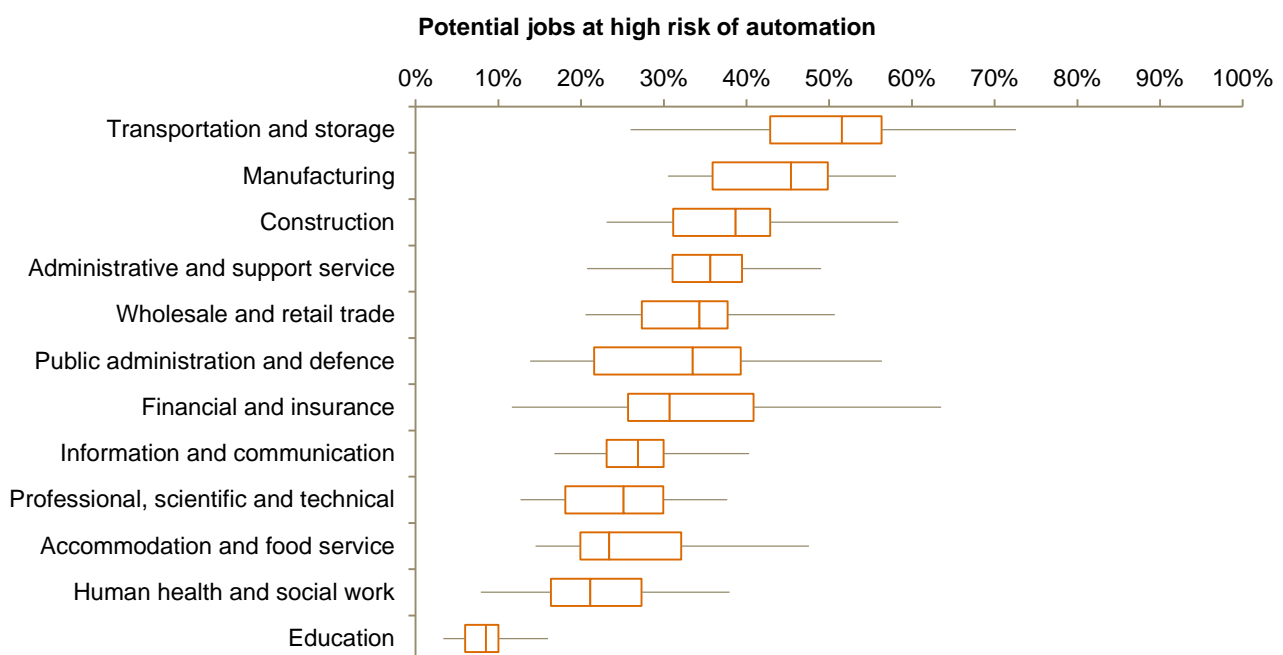 Potential jobs at high risk of automation
0% 10% 20% 30% 40% 50% 60% 70% 80% 90% 100%
Transportation and storage
Manufacturing
Construction
Administrative and support service
Wholesale and retail trade
Public administration and defence
Financial and insurance
Information and communication
Professional, scientific and technical
Accommodation and food service
Human health and social work
Education